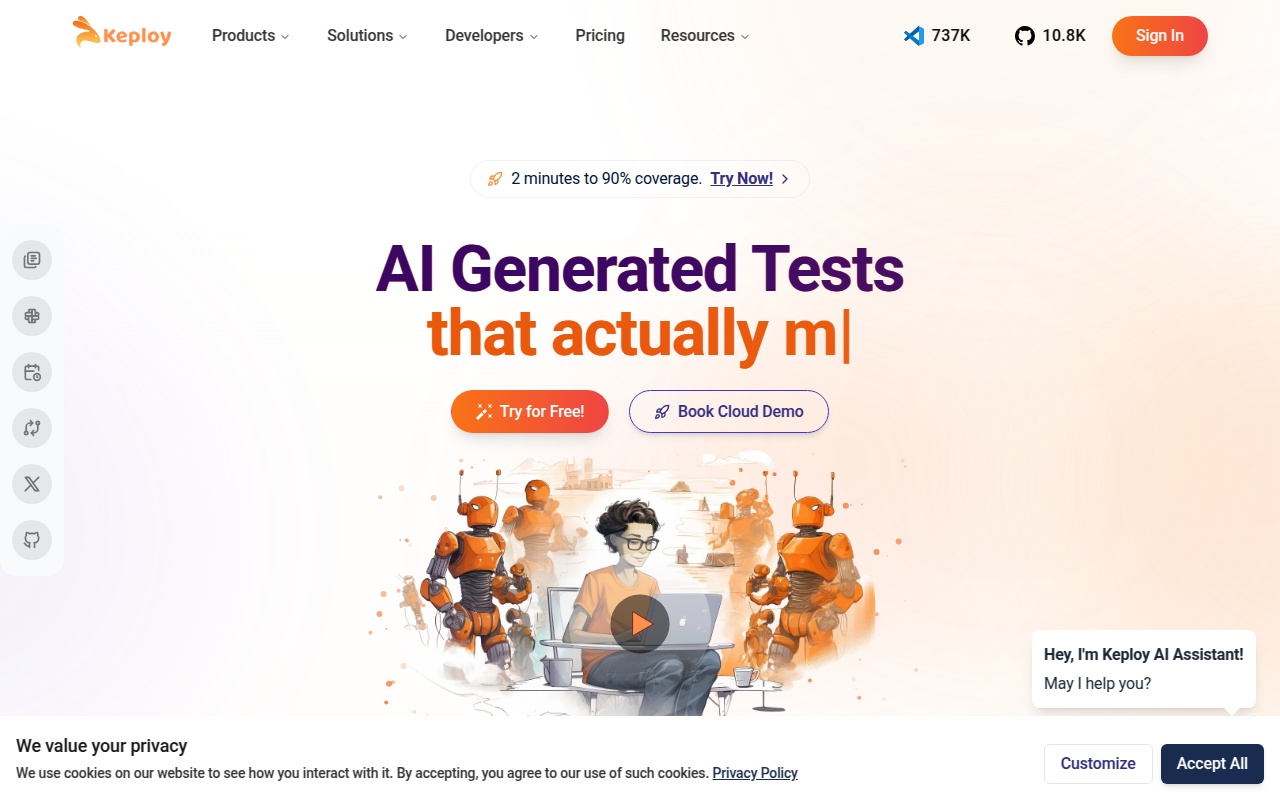 Keploy
Products
Solutions
Developers
Pricing
Resources
737K
10.8K
Sign In
2 minutes to 90% coverage. Try Now!
AI Generated Tests
that actually m|
Try for Free!
Book Cloud Demo
Hey, I'm Keploy AI Assistant!
May I help you?
We value your privacy
We use cookies on our website to see how you interact with it. By accepting, you agree to our use of such cookies. Privacy Policy
Customize
Accept All